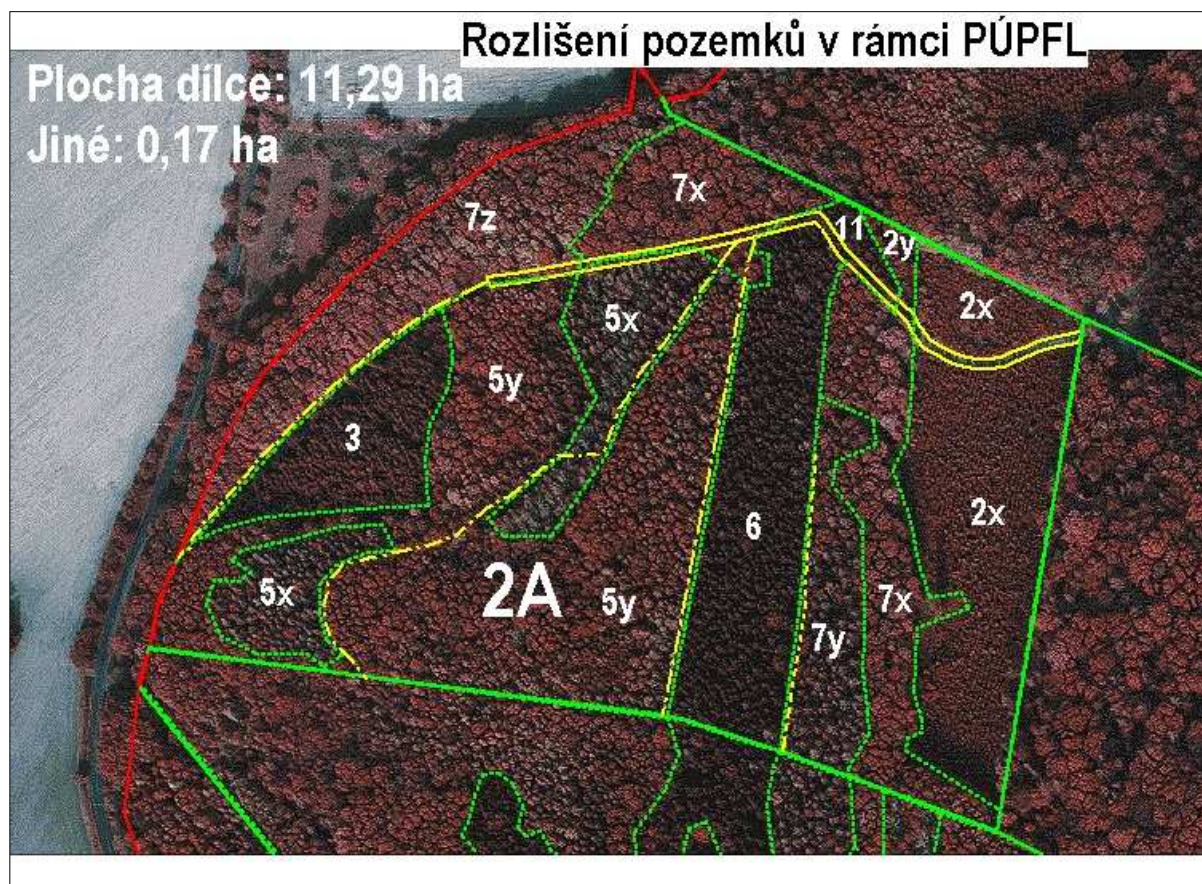 Rozlišení pozemků v rámci PÚPFL
Plocha dílce: 11,29 ha
Jiné: 0,17 ha
7x
7z
11
2y
2x
5x
5y
3
6
2x
5x
2A
5y
7x
7y